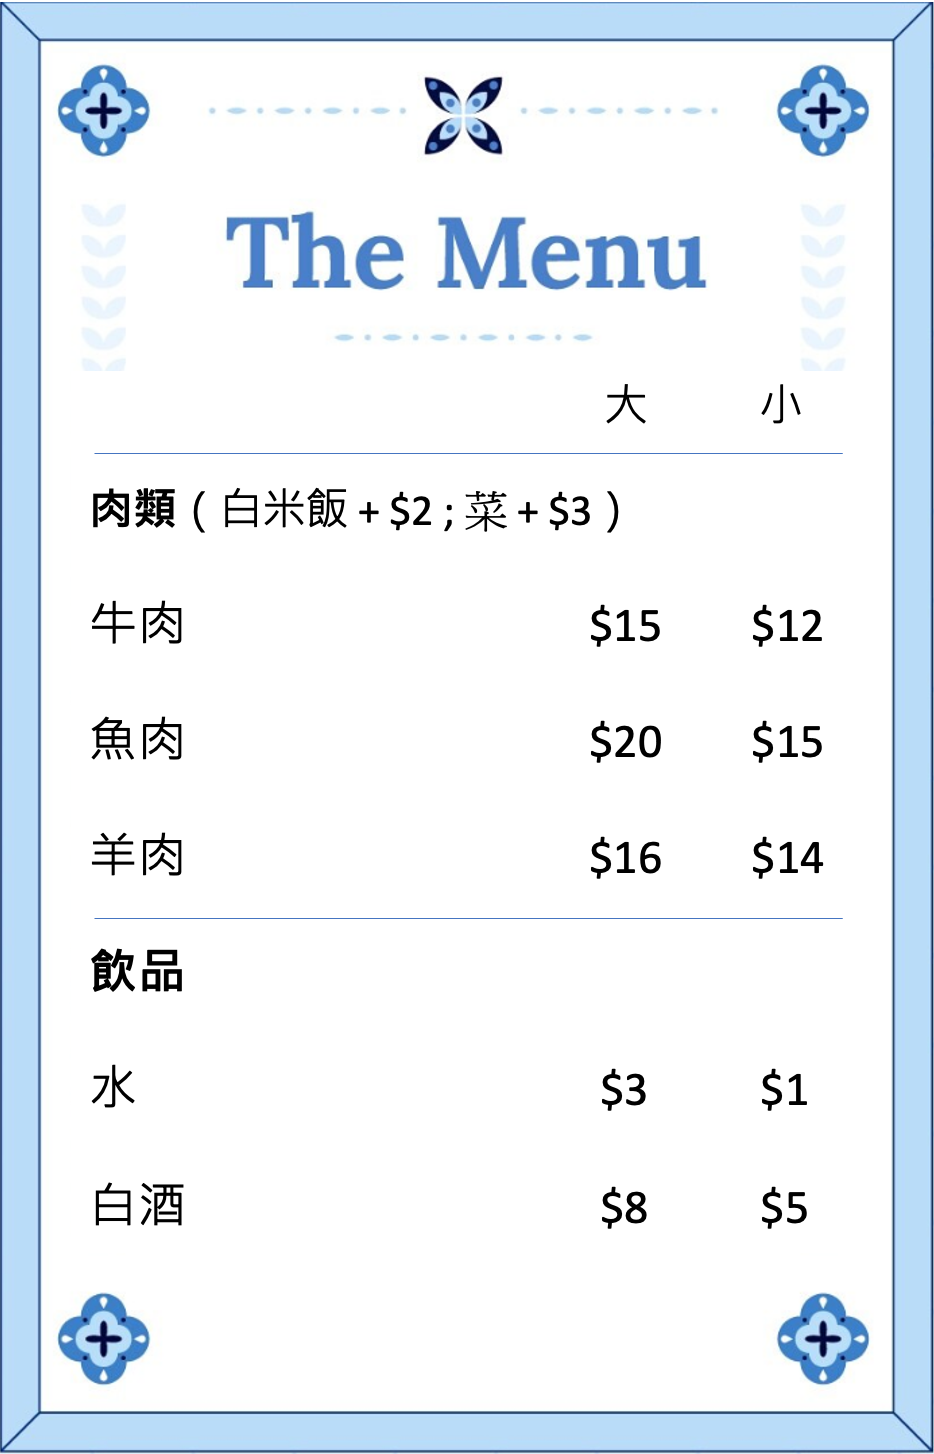 The Menu
大 小
肉類（白米飯 + $2 ; 菜 + $3 ）
牛肉 $15 $12
魚肉 $20 $15
羊肉 $16 $14
飲品
水 $3 $1
白酒 $8 $5